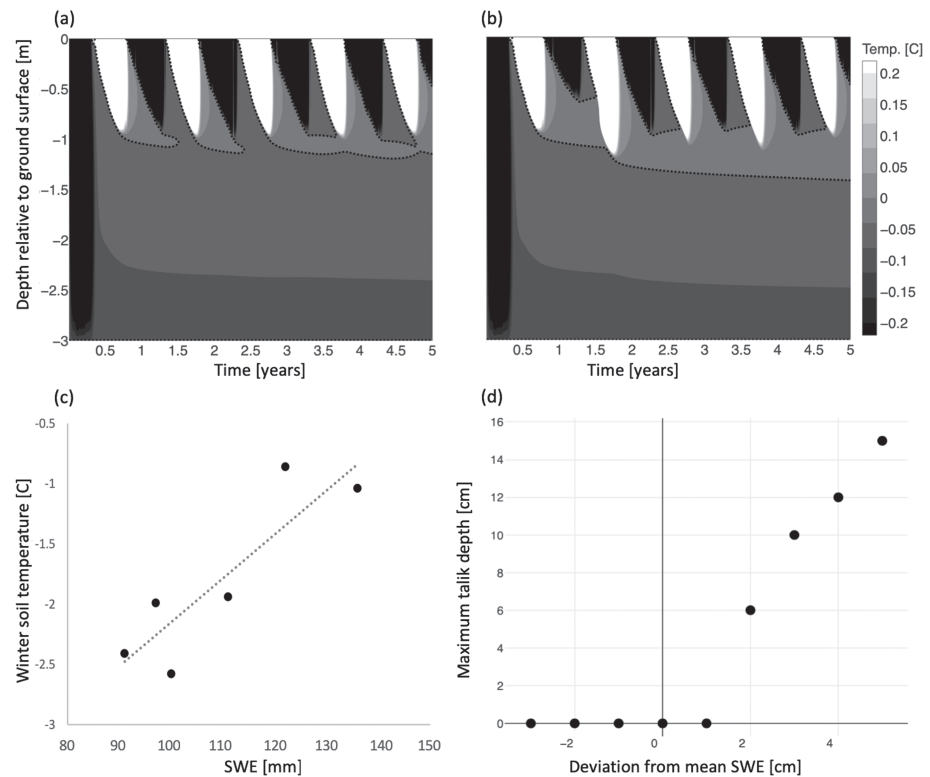 (a)
(b)
Depth relative to ground surface [m]
0
−0.5
−1
−1.5
−2
−2.5
−3
0.5 1 1.5 2 2.5 3 3.5 4 4.5 5
Time [years]
0.5 1 1.5 2 2.5 3 3.5 4 4.5 5
Time [years]
Temp. [C]
0.2
0.15
0.1
0.05
0
−0.05
−0.1
−0.15
−0.2
(c)
Winter soil temperature [C]
-0.5
-1
-1.5
-2
-2.5
-3
80 90 100 110 120 130 140 150
SWE [mm]
(d)
Maximum talik depth [cm]
16
14
12
10
8
6
4
2
0
−2 0 2 4
Deviation from mean SWE [cm]